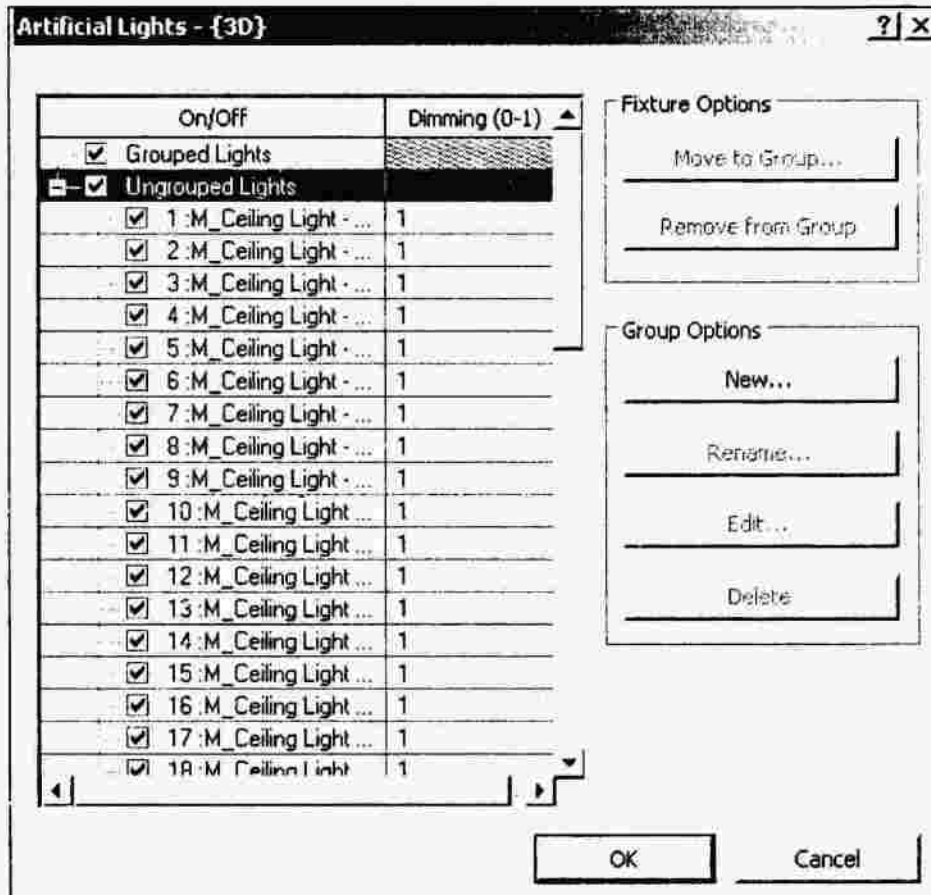 Artificial Lights - {3D}
On/Off Dimming (0-1)
Grouped Lights
Ungrouped Lights
1 :M_Ceiling Light - ... 1
2 :M_Ceiling Light - ... 1
3 :M_Ceiling Light - ... 1
4 :M_Ceiling Light - ... 1
5 :M_Ceiling Light - ... 1
6 :M_Ceiling Light - ... 1
7 :M_Ceiling Light - ... 1
8 :M_Ceiling Light - ... 1
9 :M_Ceiling Light - ... 1
10 :M_Ceiling Light ... 1
11 :M_Ceiling Light ... 1
12 :M_Ceiling Light ... 1
13 :M_Ceiling Light ... 1
14 :M_Ceiling Light ... 1
15 :M_Ceiling Light ... 1
16 :M_Ceiling Light ... 1
17 :M_Ceiling Light ... 1
18 :M_Ceiling Light 1
Fixture Options
Move to Group...
Remove from Group
Group Options
New...
Rename...
Edit...
Delete
OK Cancel